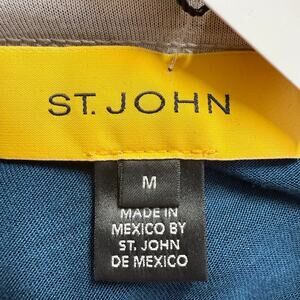 ST. JOHN
M
MADE IN
MEXICO BY
ST. JOHN
DE MEXICO